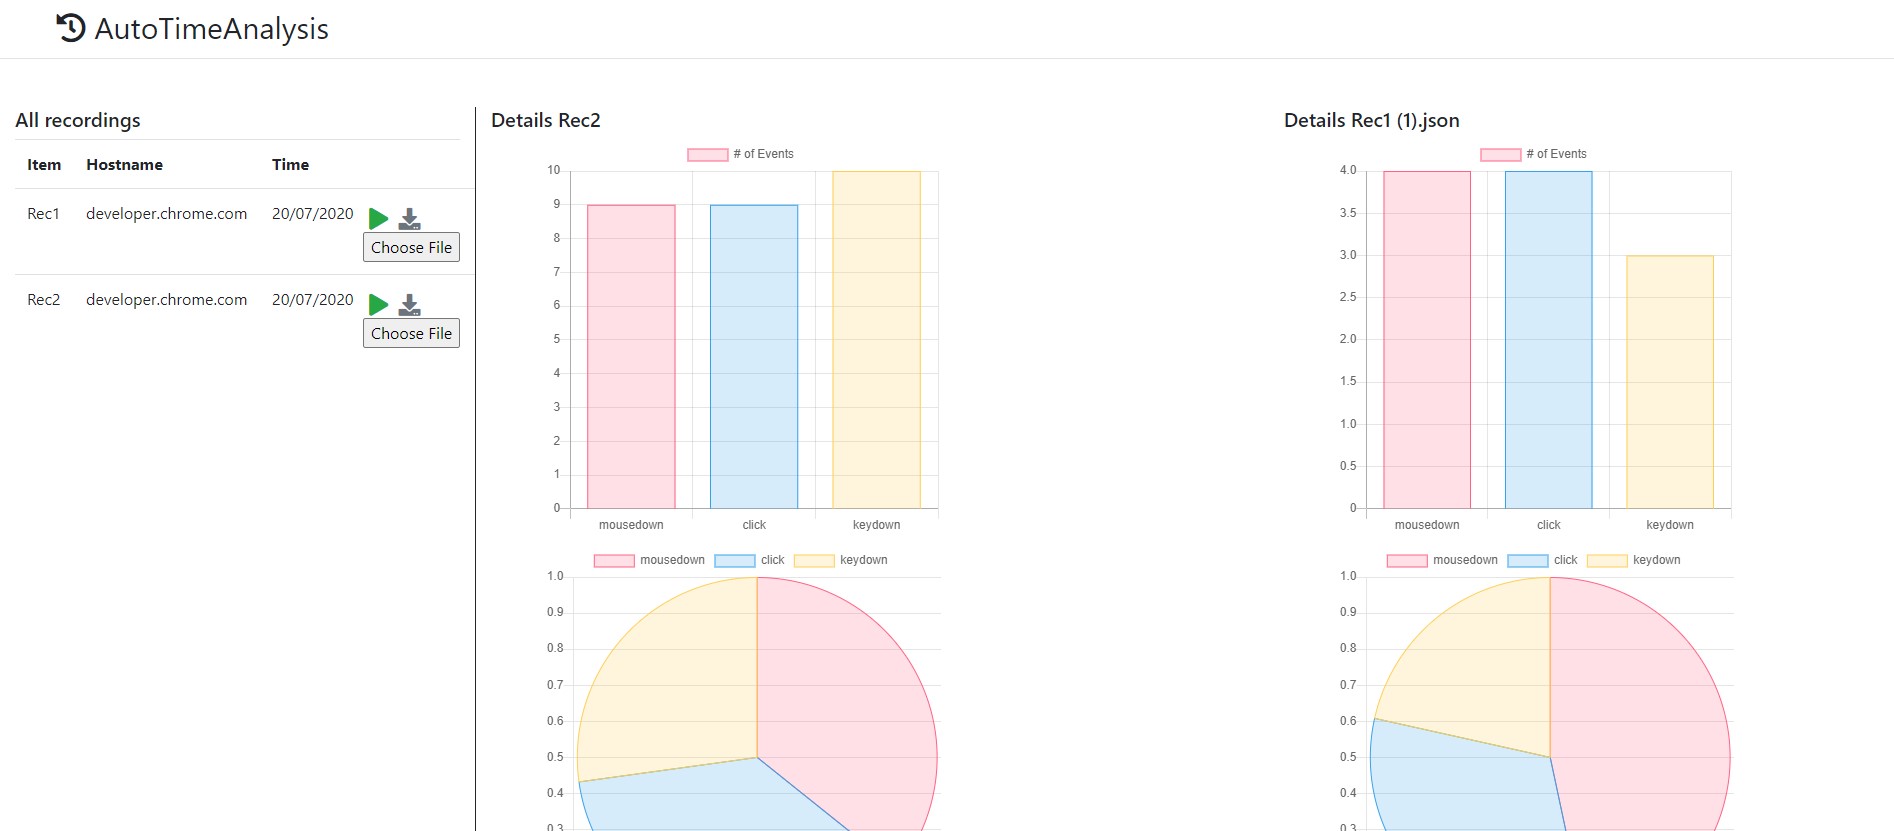 AutoTimeAnalysis
All recordings
Item Hostname Time
Rec1 developer.chrome.com 20/07/2020
Choose File
Rec2 developer.chrome.com 20/07/2020
Choose File
Details Rec2
# of Events
10
9
8
7
6
5
4
3
2
1
0
mousedown click keydown
mousedown click keydown
1.0
0.9
0.8
0.7
0.6
0.5
0.4
0.3
Details Rec1 (1).json
# of Events
4.0
3.5
3.0
2.5
2.0
1.5
1.0
0.5
0
mousedown click keydown
mousedown click keydown
1.0
0.9
0.8
0.7
0.6
0.5
0.4
0.3